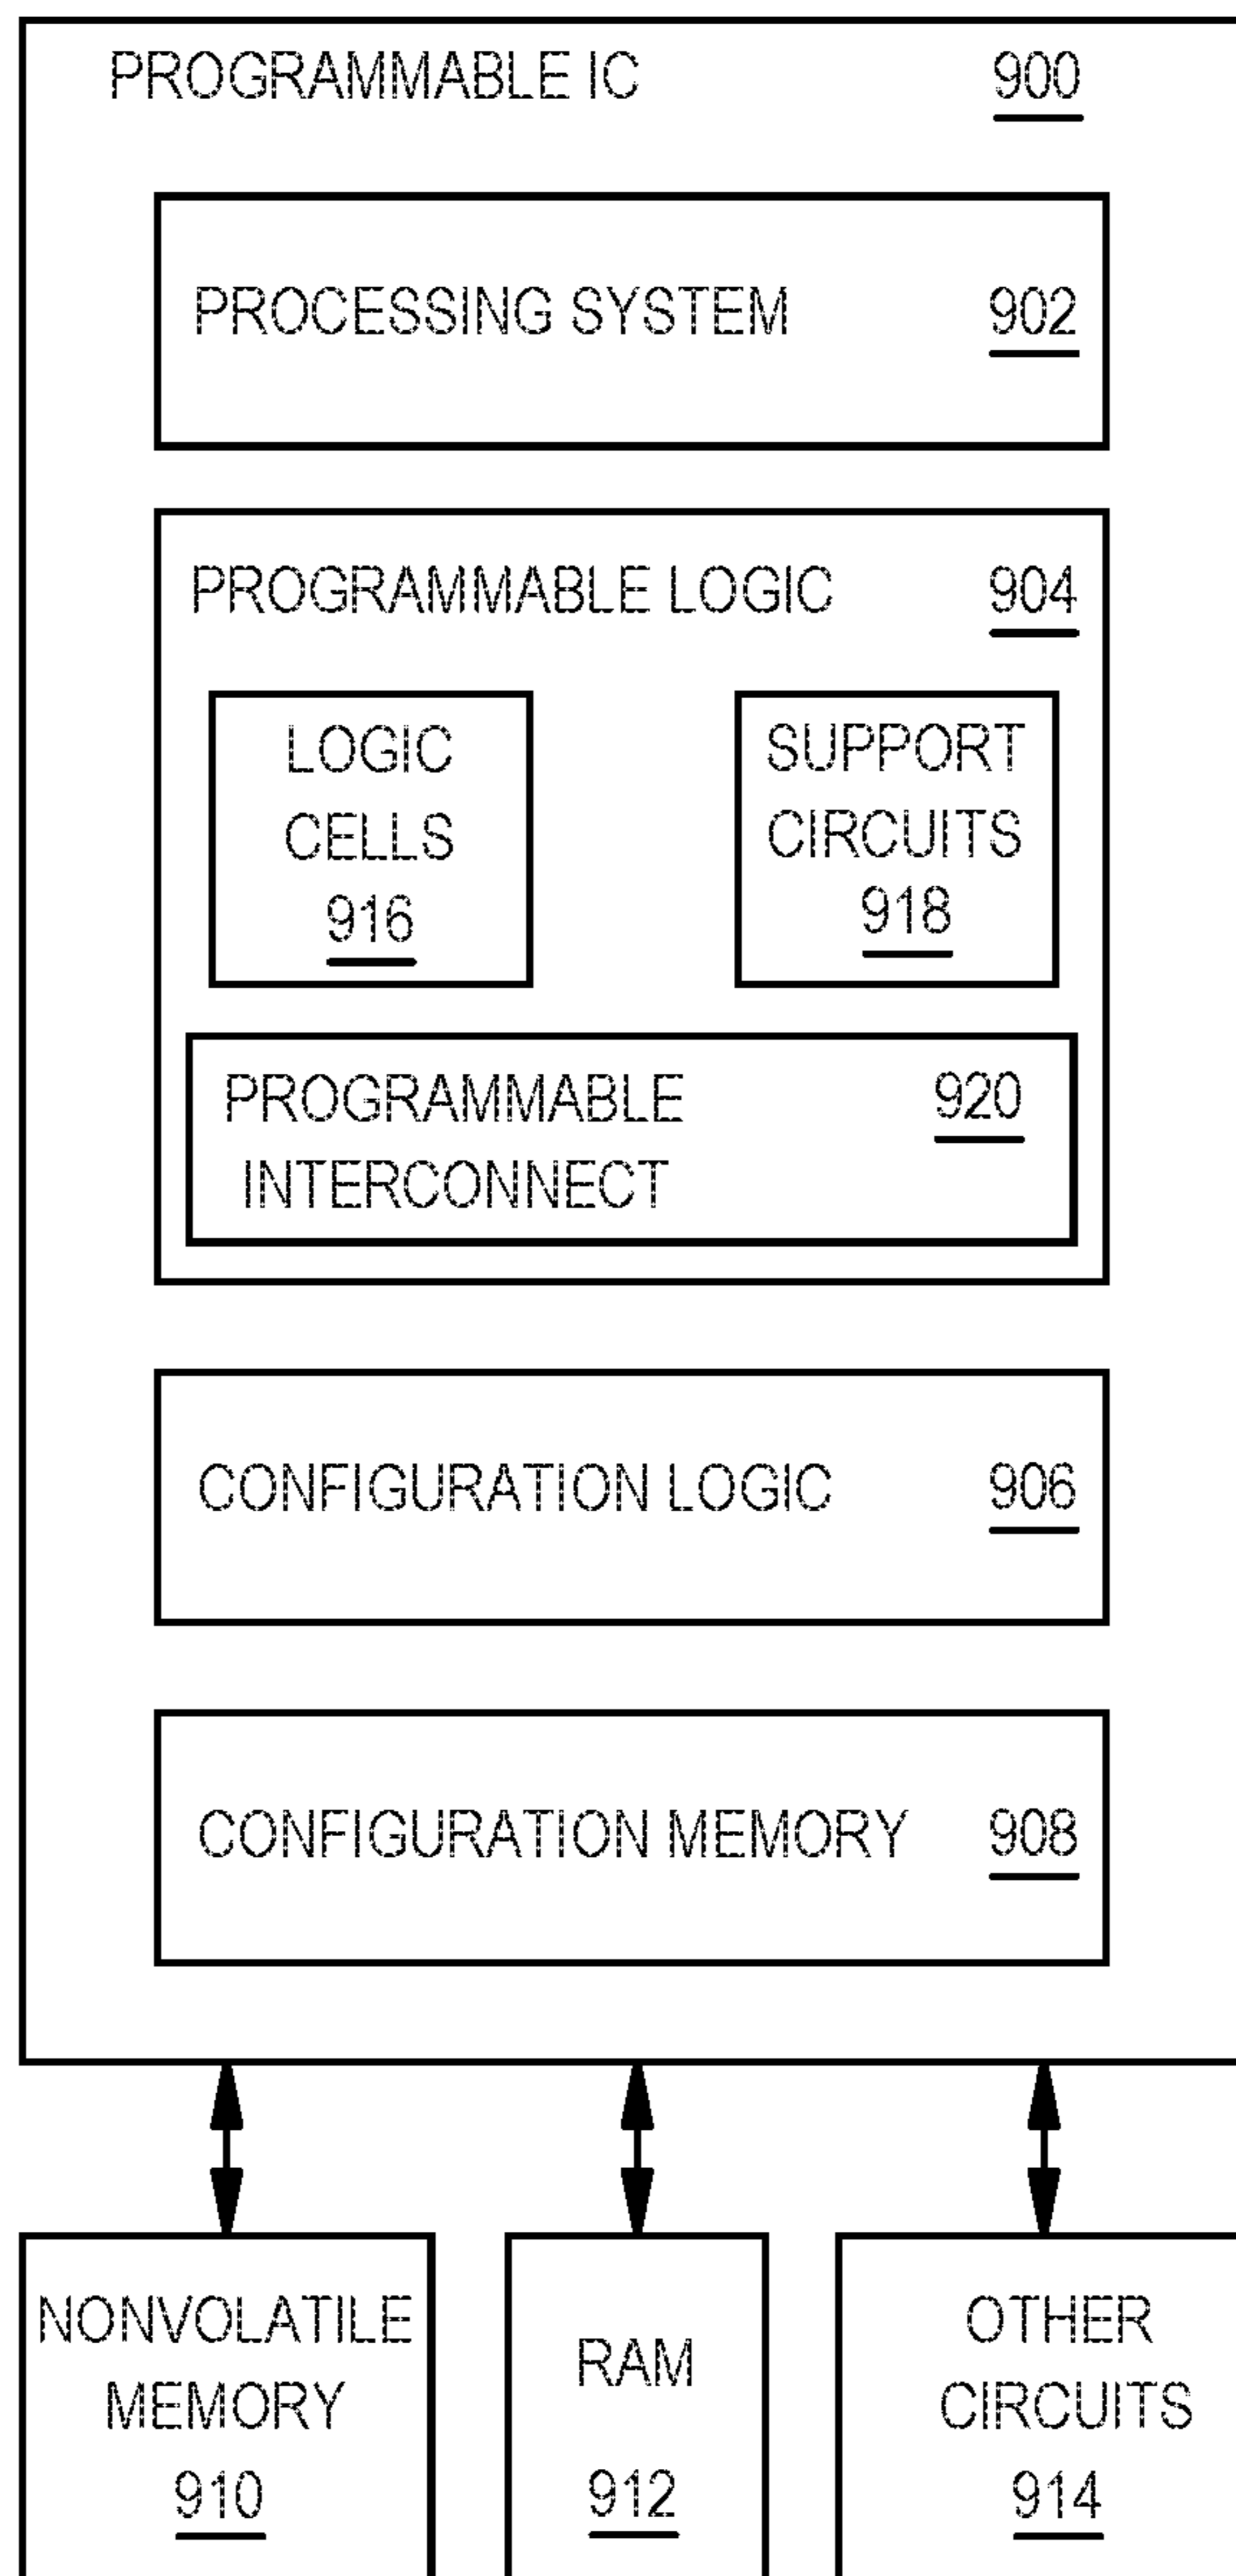 PROGRAMMABLE IC 900
PROCESSING SYSTEM 902
PROGRAMMABLE LOGIC 904
LOGIC
CELLS
916
SUPPORT
CIRCUITS
918
PROGRAMMABLE 920
INTERCONNECT
CONFIGURATION LOGIC 906
CONFIGURATION MEMORY 908
NONVOLATILE
MEMORY
910
RAM
912
OTHER
CIRCUITS
914